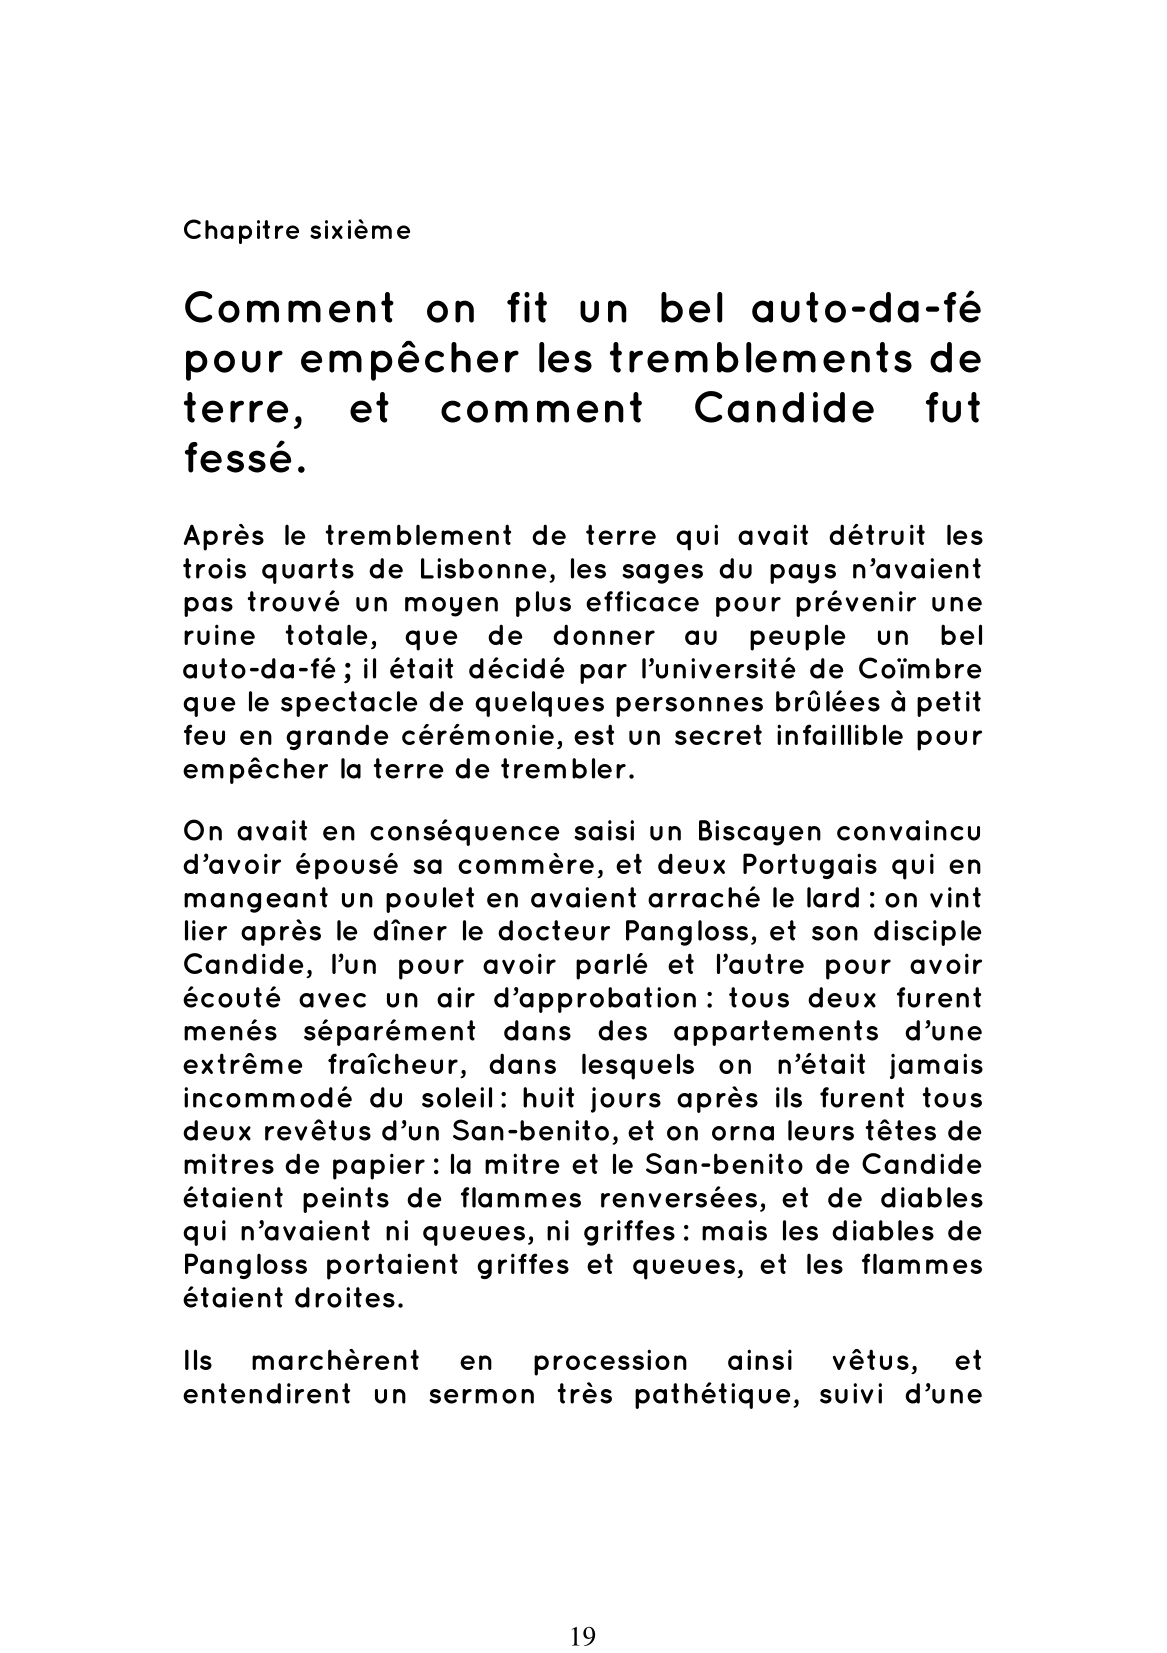 Chapitre sixième
Comment on fit un bel auto-da-fé
pour empêcher les tremblements de
terre, et comment Candide fut
fessé.
Après le tremblement de terre qui avait détruit les
trois quarts de Lisbonne, les sages du pays n’avaient
pas trouvé un moyen plus efficace pour prévenir une
ruine totale, que de donner au peuple un bel
auto-da-fé ; il était décidé par l’université de Coïmbre
que le spectacle de quelques personnes brûlées à petit
feu en grande cérémonie, est un secret infaillible pour
empêcher la terre de trembler.
On avait en conséquence saisi un Biscayen convaincu
d’avoir épousé sa commère, et deux Portugais qui en
mangeant un poulet en avaient arraché le lard : on vint
lier après le dîner le docteur Pangloss, et son disciple
Candide, l’un pour avoir parlé et l’autre pour avoir
écouté avec un air d’approbation : tous deux furent
menés séparément dans des appartements d’une
extrême fraîcheur, dans lesquels on n’était jamais
incommodé du soleil : huit jours après ils furent tous
deux revêtus d’un San-benito, et on orna leurs têtes de
mitres de papier : la mitre et le San-benito de Candide
étaient peints de flammes renversées, et de diables
qui n’avaient ni queues, ni griffes : mais les diables de
Pangloss portaient griffes et queues, et les flammes
étaient droites.
Ils marchèrent en procession ainsi vêtus, et
entendirent un sermon très pathétique, suivi d’une
19